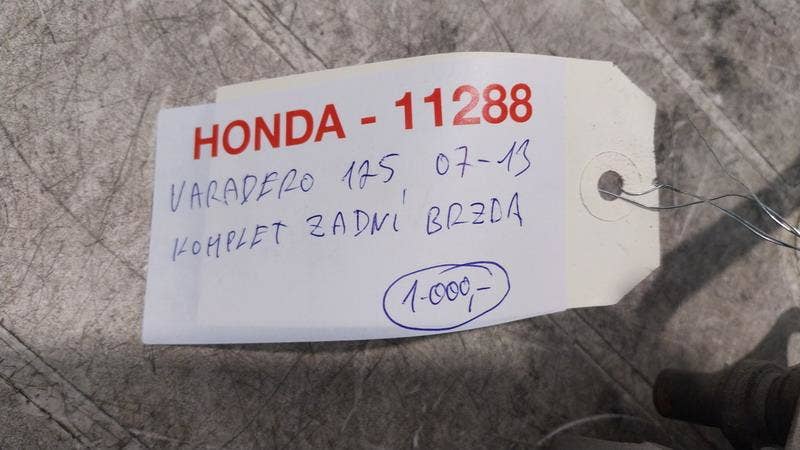 HONDA - 11288
VARADERO 125 07-13
KOMPLET ZADNÍ BRZDA
1.000,-